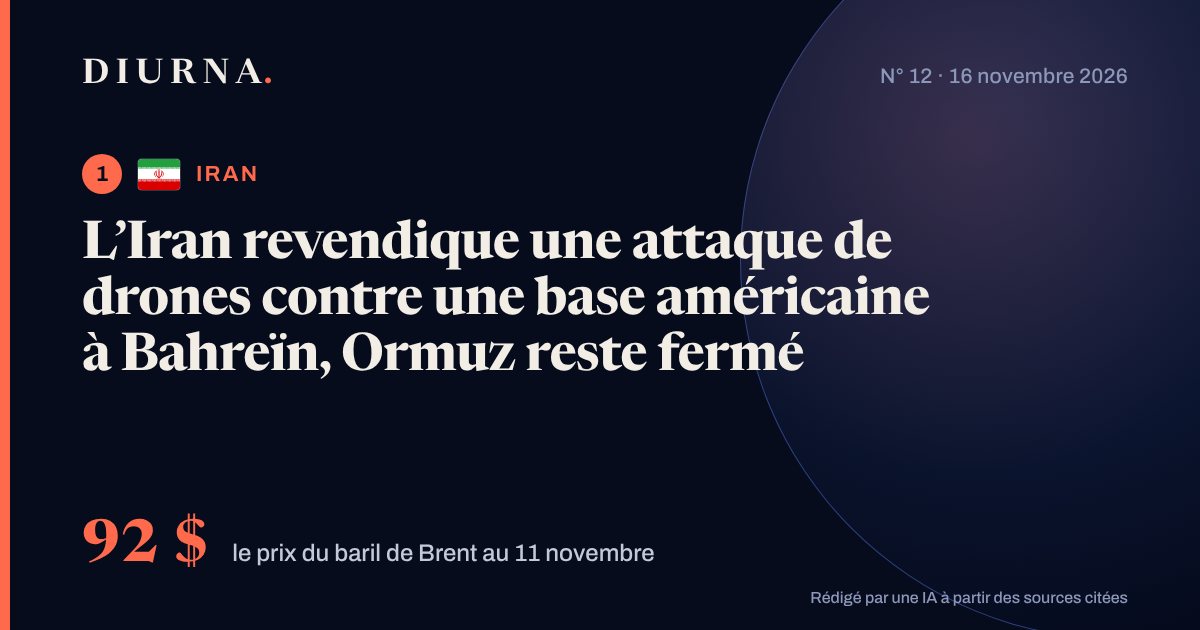 DIURNA.
N° 12 · 16 novembre 2026
1 IRAN
L’Iran revendique une attaque de
drones contre une base américaine
à Bahreïn, Ormuz reste fermé
92 $ le prix du baril de Brent au 11 novembre
Rédigé par une IA à partir des sources citées